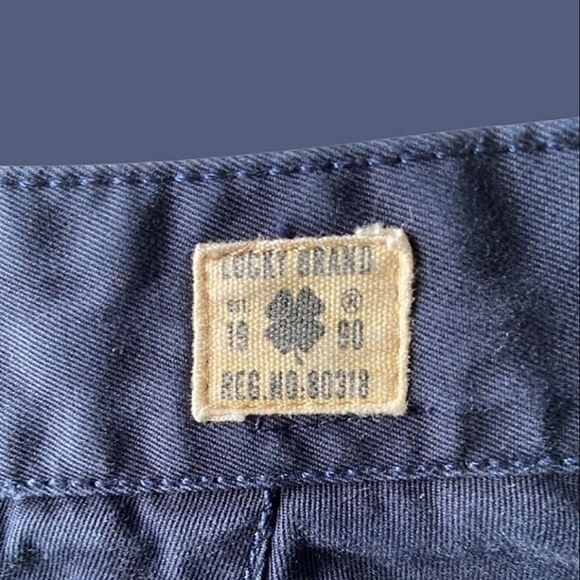 LUCKY BRAND
EST. ®
19 90
REG.NO:80318